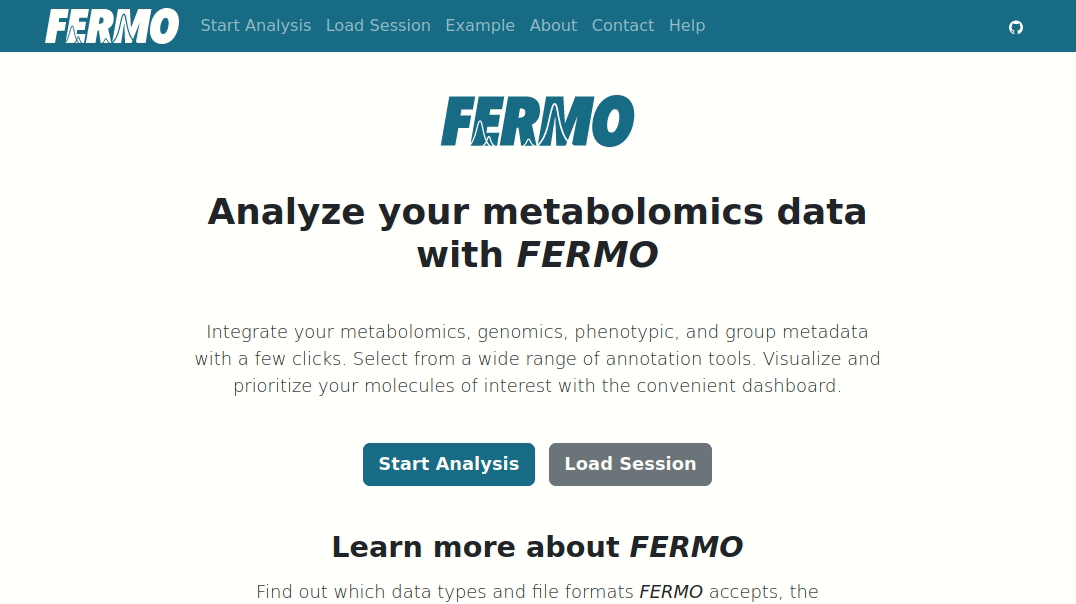 FERMO Start Analysis Load Session Example About Contact Help
FERMO
Analyze your metabolomics data
with FERMO
Integrate your metabolomics, genomics, phenotypic, and group metadata
with a few clicks. Select from a wide range of annotation tools. Visualize and
prioritize your molecules of interest with the convenient dashboard.
Start Analysis Load Session
Learn more about FERMO
Find out which data types and file formats FERMO accepts, the